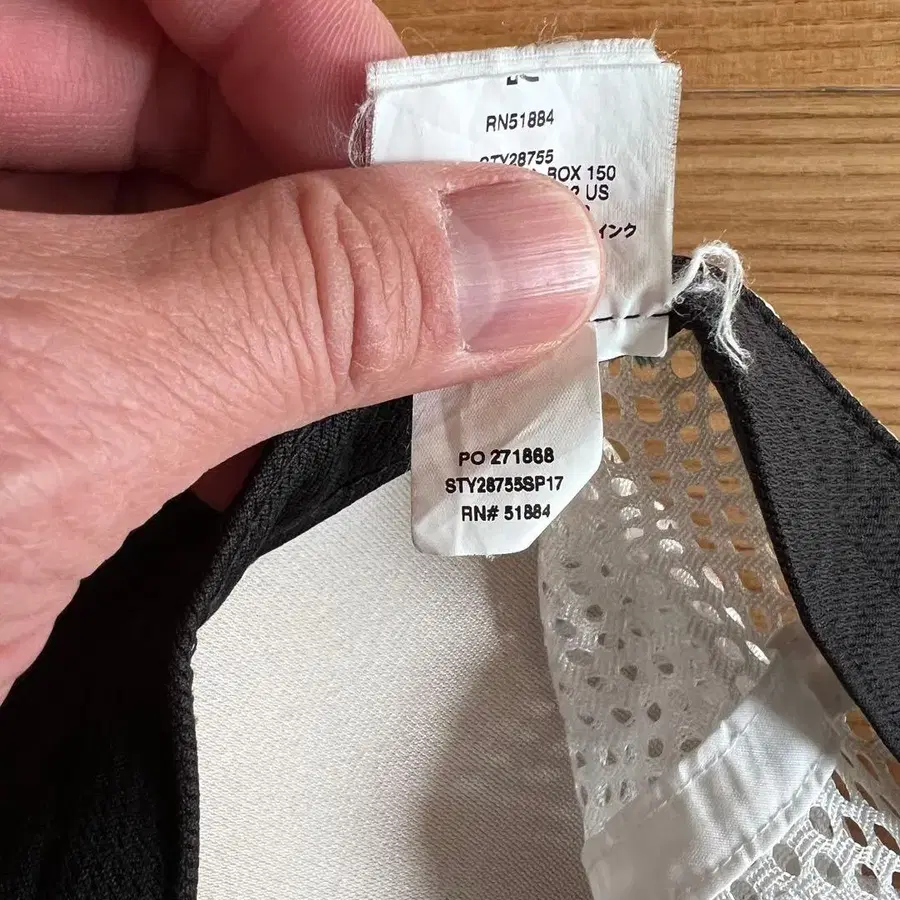 RN51884
STY28755
BOX 150
US
インク
PO 271868
STY28755SP17
RN# 51884